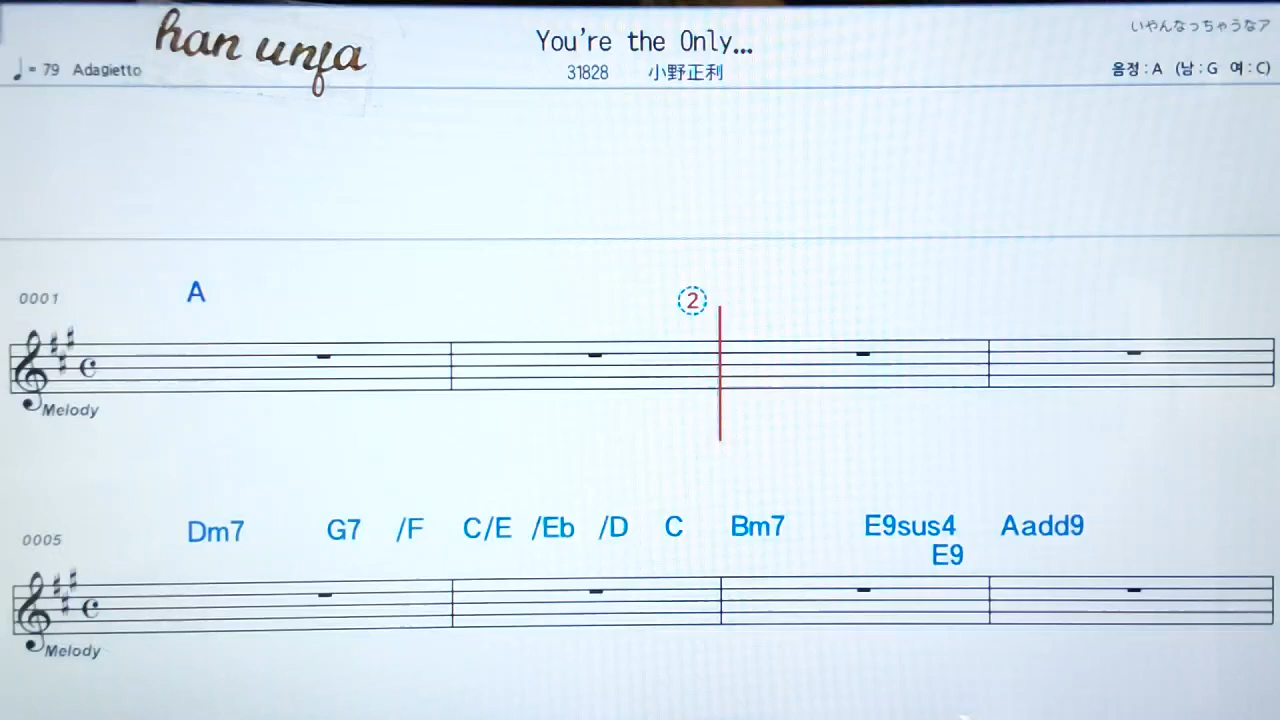 han unfa
You're the Only...
いやんなっちゃうなア
♩= 79 Adagietto
31828 小野正利
음정 : A (남 : G 여 : C)
0001
A
2
Melody
0005
Dm7 G7 /F C/E /Eb /D C Bm7 E9sus4 Aadd9
E9
Melody